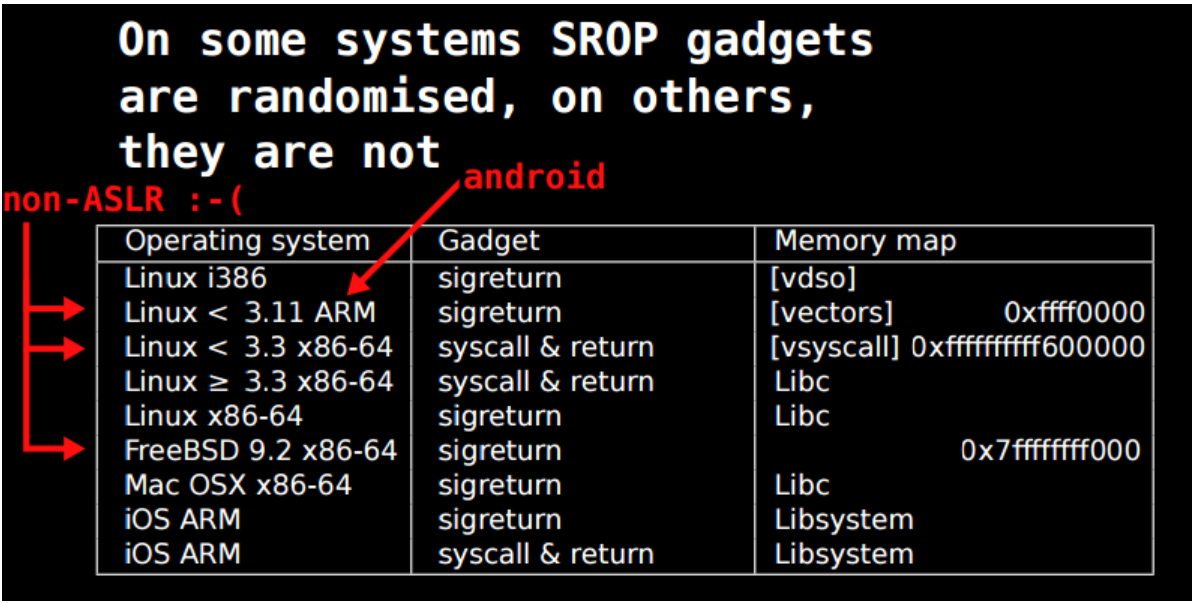 On some systems SROP gadgets
are randomised, on others,
they are not
android
non-ASLR :-(
Operating system Gadget Memory map
Linux i386 sigreturn [vdso]
Linux < 3.11 ARM sigreturn [vectors] 0xffff0000
Linux < 3.3 x86-64 syscall & return [vsyscall] 0xffffffffff600000
Linux ≥ 3.3 x86-64 syscall & return Libc
Linux x86-64 sigreturn Libc
FreeBSD 9.2 x86-64 sigreturn 0x7ffffffff000
Mac OSX x86-64 sigreturn Libc
iOS ARM sigreturn Libsystem
iOS ARM syscall & return Libsystem